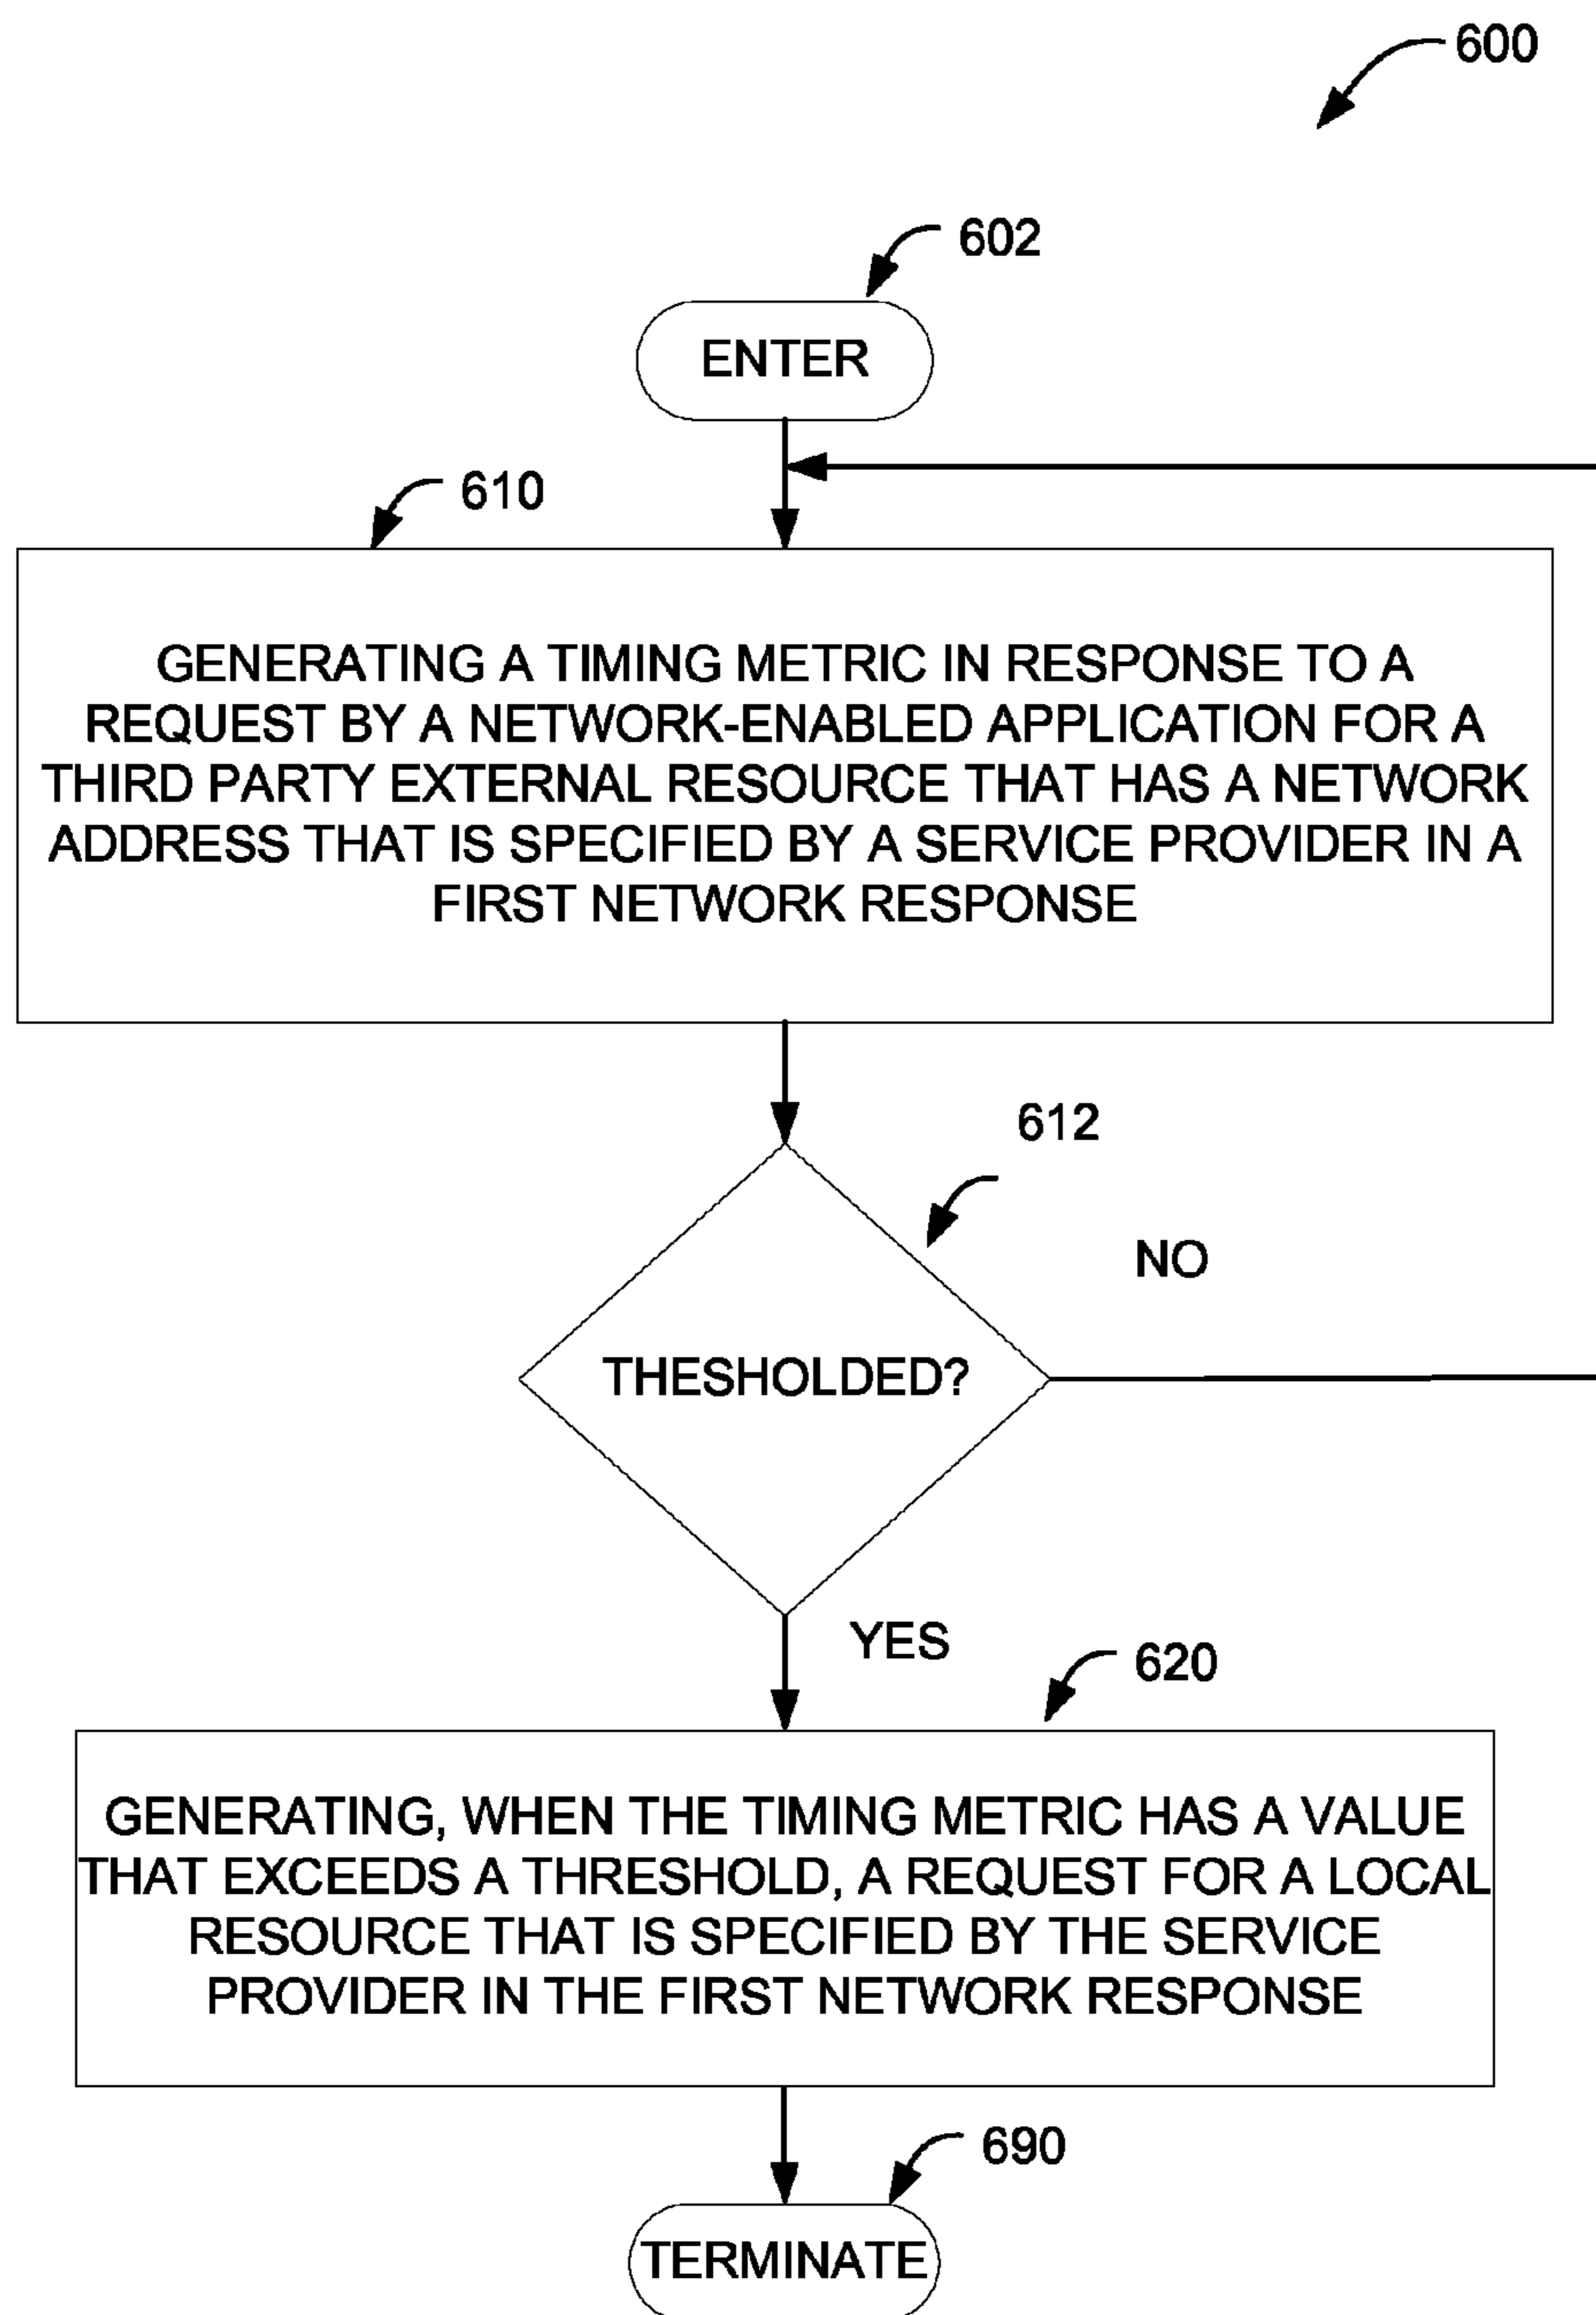 600
602
ENTER
610
GENERATING A TIMING METRIC IN RESPONSE TO A
REQUEST BY A NETWORK-ENABLED APPLICATION FOR A
THIRD PARTY EXTERNAL RESOURCE THAT HAS A NETWORK
ADDRESS THAT IS SPECIFIED BY A SERVICE PROVIDER IN A
FIRST NETWORK RESPONSE
612
NO
THESHOLDED?
YES
620
GENERATING, WHEN THE TIMING METRIC HAS A VALUE
THAT EXCEEDS A THRESHOLD, A REQUEST FOR A LOCAL
RESOURCE THAT IS SPECIFIED BY THE SERVICE
PROVIDER IN THE FIRST NETWORK RESPONSE
690
TERMINATE